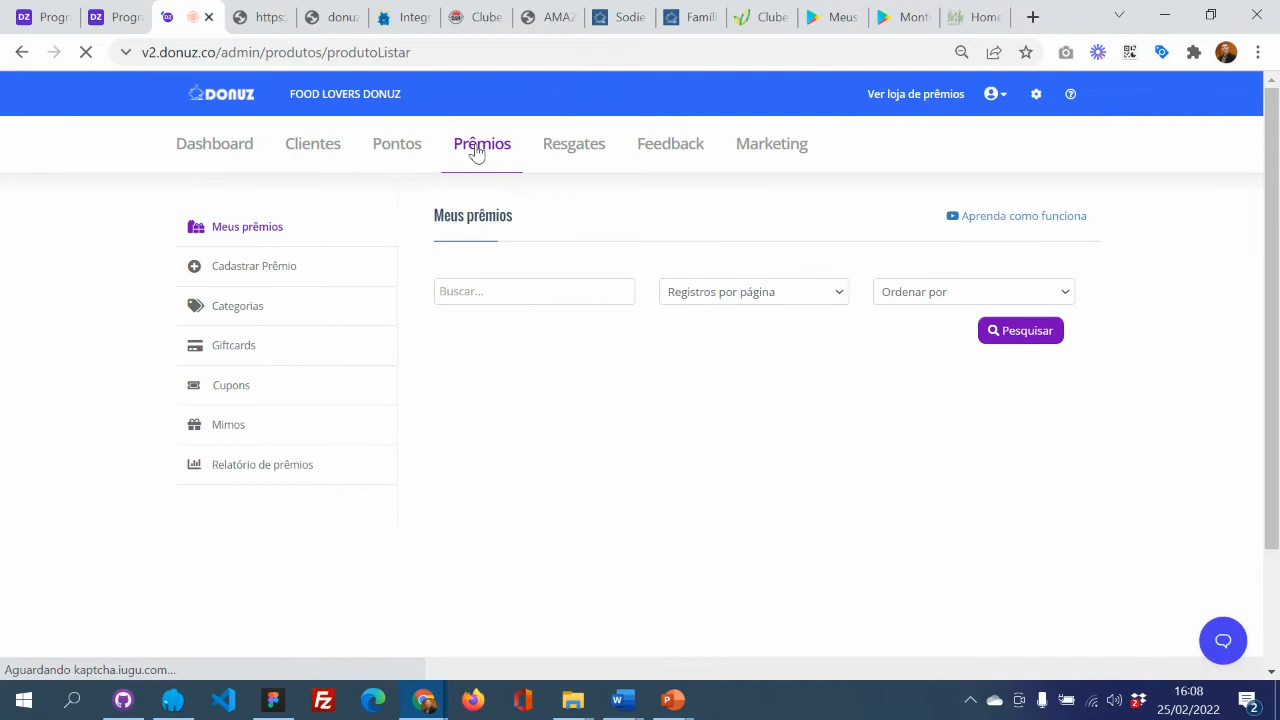 Progr
Progr
https:
donuz
Integr
Clube
AMAZ
Sodie
Famíl
Clube
Meus
Mont
Home
v2.donuz.co/admin/produtos/produtoListar
DONUZ
FOOD LOVERS DONUZ
Ver loja de prêmios
Dashboard
Clientes
Pontos
Prêmios
Resgates
Feedback
Marketing
Meus prêmios
Cadastrar Prêmio
Categorias
Giftcards
Cupons
Mimos
Relatório de prêmios
Meus prêmios
Aprenda como funciona
Buscar...
Registros por página
Ordenar por
Pesquisar
Aguardando kaptcha.iugu.com...
16:08
25/02/2022
2